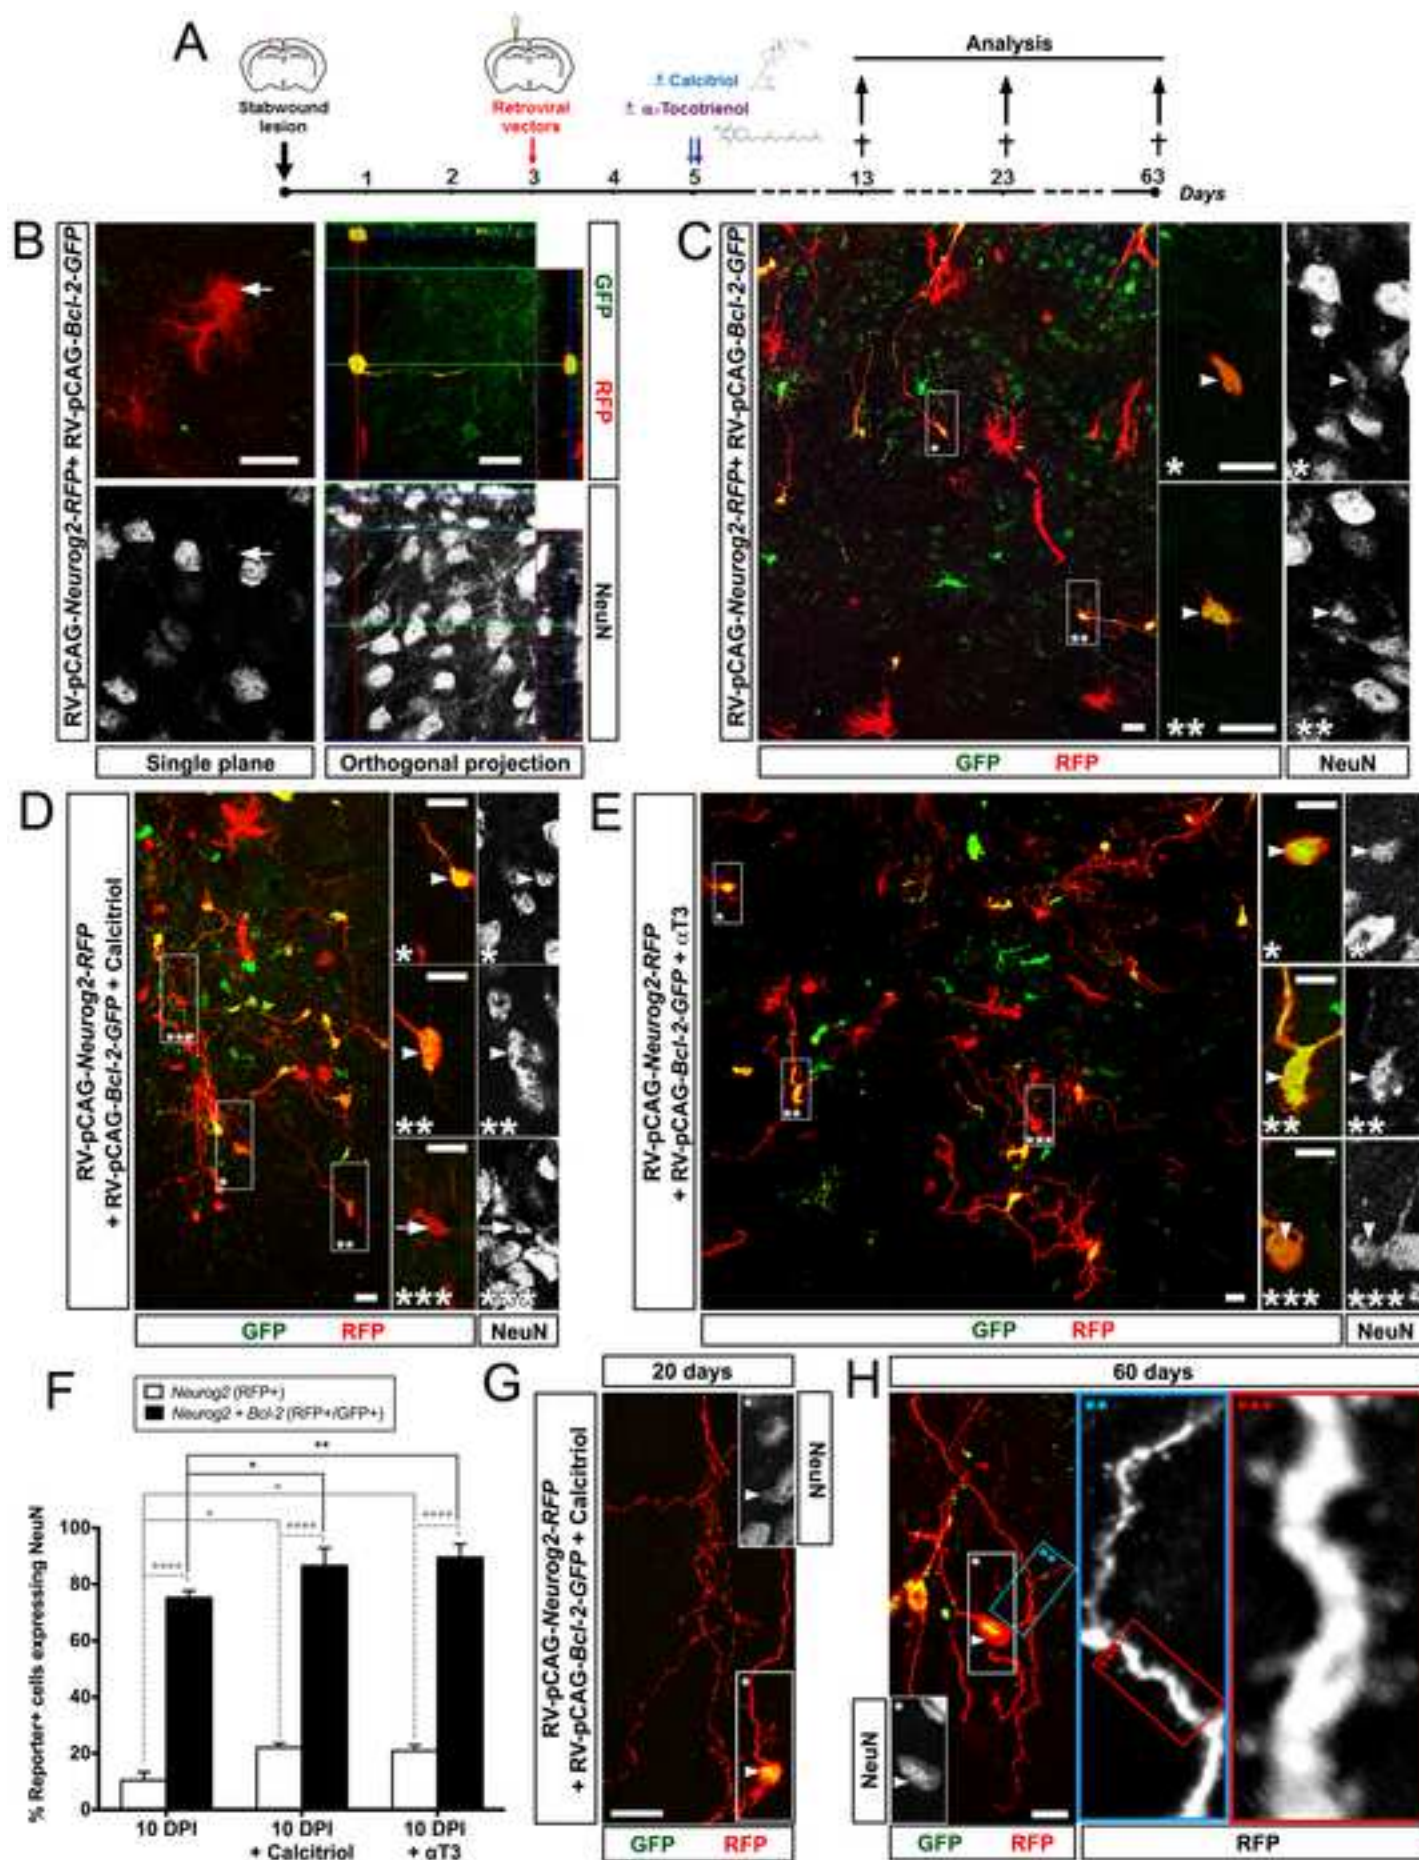 A
Stabwound
lesion
Retroviral
vectors
± Calcitriol
± α-Tocotrienol
Analysis
1
2
3
4
5
13
23
63
Days
B
RV-pCAG-Neurog2-RFP+ RV-pCAG-Bcl-2-GFP
GFP
RFP
NeuN
Single plane
Orthogonal projection
C
RV-pCAG-Neurog2-RFP+ RV-pCAG-Bcl-2-GFP
*
*
**
**
*
**
GFP RFP
NeuN
D
RV-pCAG-Neurog2-RFP
+ RV-pCAG-Bcl-2-GFP + Calcitriol
***
*
**
*
*
**
**
***
***
GFP RFP
NeuN
E
RV-pCAG-Neurog2-RFP
+ RV-pCAG-Bcl-2-GFP + αT3
*
**
***
*
*
**
**
***
***
GFP RFP
NeuN
F
Neurog2 (RFP+)
Neurog2 + Bcl-2 (RFP+/GFP+)
% Reporter+ cells expressing NeuN
100
80
60
40
20
0
**
*
*
*
****
****
****
10 DPI
10 DPI
+ Calcitriol
10 DPI
+ αT3
G
20 days
RV-pCAG-Neurog2-RFP
+ RV-pCAG-Bcl-2-GFP + Calcitriol
*
*
NeuN
GFP RFP
H
60 days
*
**
*
**
***
NeuN
GFP RFP
RFP